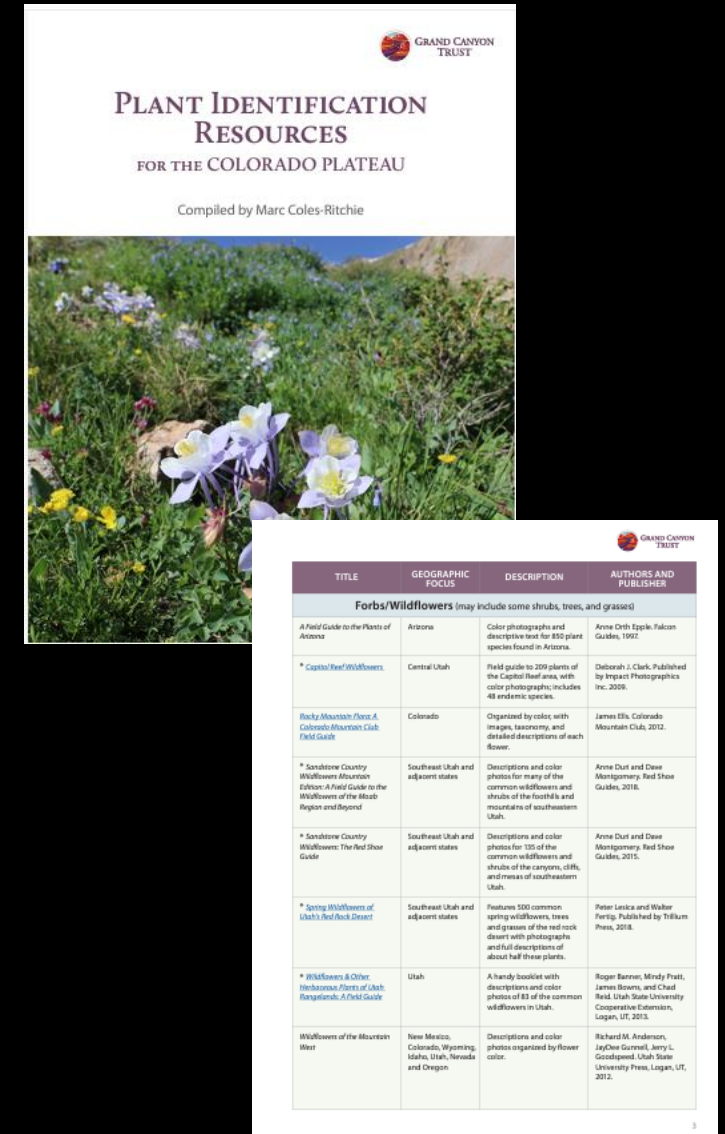 GRAND CANYON
TRUST
PLANT IDENTIFICATION
RESOURCES
FOR THE COLORADO PLATEAU
Compiled by Marc Coles-Ritchie
GRAND CANYON
TRUST
TITLE
GEOGRAPHIC
FOCUS
DESCRIPTION
AUTHORS AND
PUBLISHER
Forbs/Wildflowers (may include some shrubs, trees, and grasses)
A Field Guide to the Plants of
Arizona
Arizona
Color photographs and
descriptive text for 850 plant
species found in Arizona.
Anne Orth Epple. Falcon
Guides, 1997.
* Capitol Reef Wildflowers
Central Utah
Field guide to 209 plants of
the Capitol Reef area, with
color photographs; includes
48 endemic species.
Deborah J. Clark. Published
by Impact Photographics
Inc. 2009.
Rocky Mountain Flora: A
Colorado Mountain Club
Field Guide
Colorado
Organized by color, with
images, taxonomy, and
detailed descriptions of each
flower.
James Ells. Colorado
Mountain Club, 2012.
* Sandstone Country
Wildflowers Mountain
Edition: A Field Guide to the
Wildflowers of the Moab
Region and Beyond
Southeast Utah and
adjacent states
Descriptions and color
photos for many of the
common wildflowers and
shrubs of the foothills and
mountains of southeastern
Utah.
Anne Duri and Dave
Montgomery. Red Shoe
Guides, 2018.
* Sandstone Country
Wildflowers: The Red Shoe
Guide
Southeast Utah and
adjacent states
Descriptions and color
photos for 135 of the
common wildflowers and
shrubs of the canyons, cliffs,
and mesas of southeastern
Utah.
Anne Duri and Dave
Montgomery. Red Shoe
Guides, 2015.
* Spring Wildflowers of
Utah's Red Rock Desert
Southeast Utah and
adjacent states
Features 500 common
spring wildflowers, trees
and grasses of the red rock
desert with photographs
and full descriptions of
about half these plants.
Peter Lesica and Walter
Fertig. Published by Trillium
Press, 2018.
* Wildflowers & Other
Herbaceous Plants of Utah
Rangelands: A Field Guide
Utah
A handy booklet with
descriptions and color
photos of 83 of the common
wildflowers in Utah.
Roger Banner, Mindy Pratt,
James Bowns, and Chad
Reid. Utah State University
Cooperative Extension,
Logan, UT, 2013.
Wildflowers of the Mountain
West
New Mexico,
Colorado, Wyoming,
Idaho, Utah, Nevada
and Oregon
Descriptions and color
photos organized by flower
color.
Richard M. Anderson,
JayDee Gunnell, Jerry L.
Goodspeed. Utah State
University Press, Logan, UT,
2012.
3